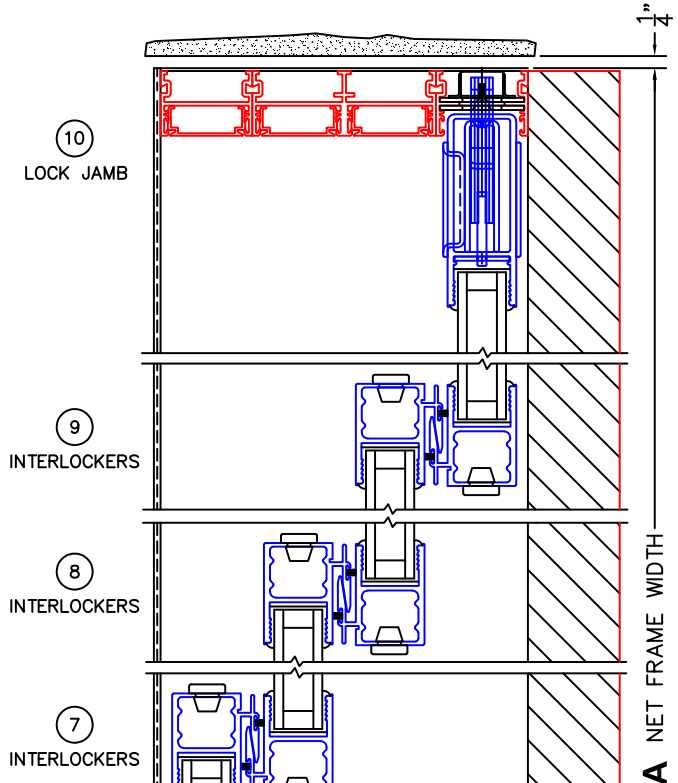 1"
4
10
LOCK JAMB
9
INTERLOCKERS
8
INTERLOCKERS
7
INTERLOCKERS
A NET FRAME WIDTH